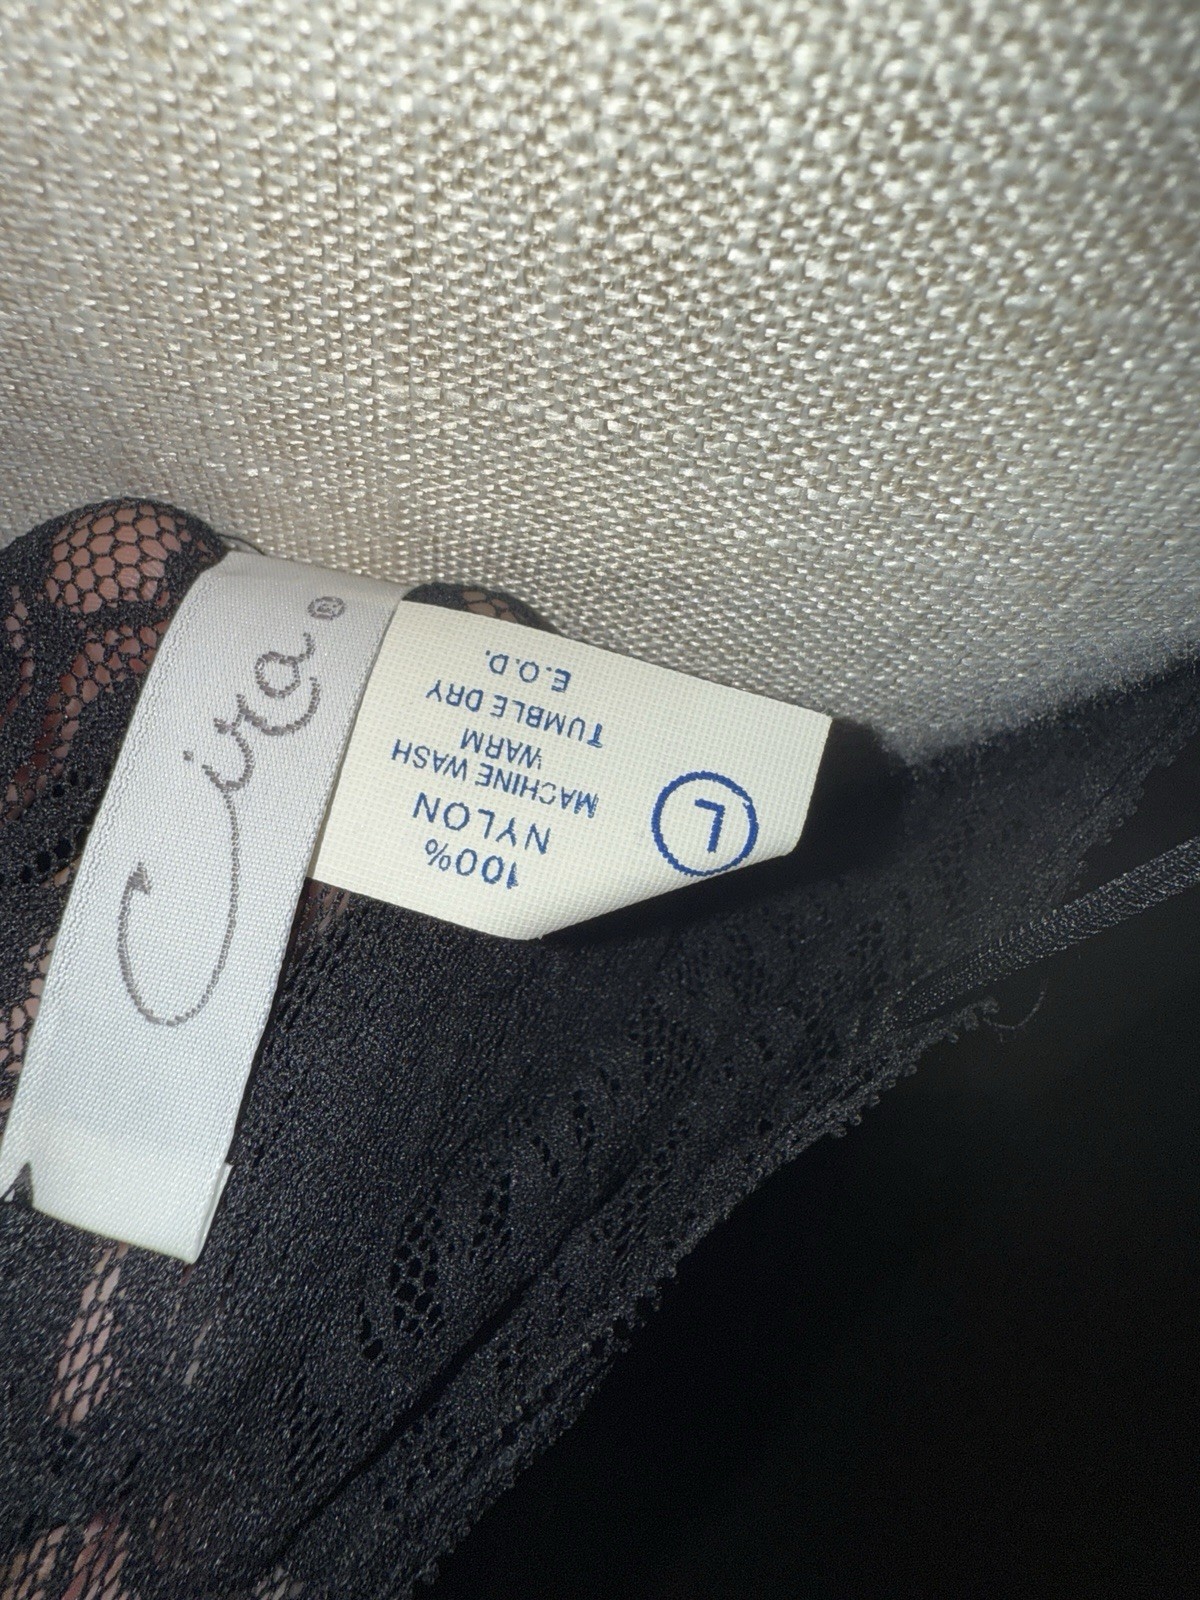 Cira®
100%
NYLON
MACHINE WASH
WARM
TUMBLE DRY
E.O.D.
L